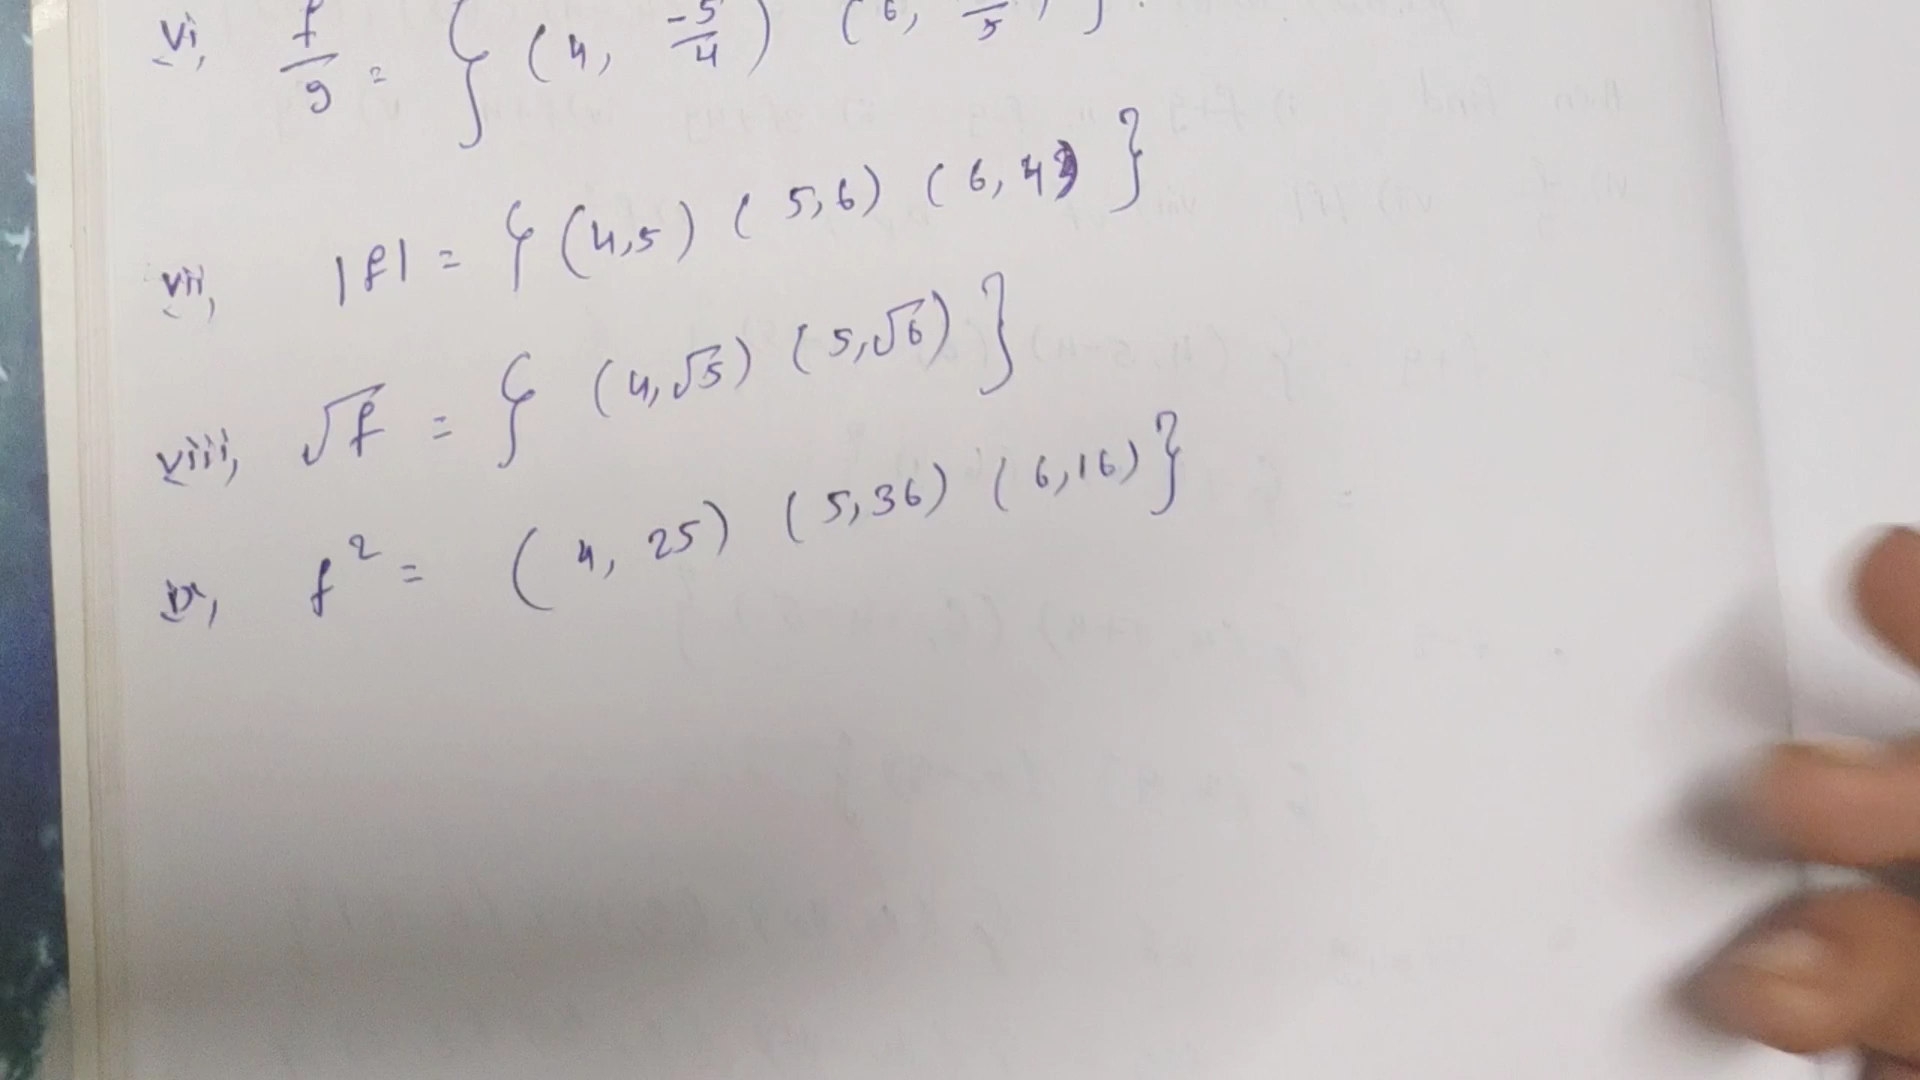 vi, f/g = { (4, -5/4) (6,
vii, |f| = { (4,5) (5,6) (6,4) }
viii, √f = { (4,√5) (5,√6) }
ix, f² = (4, 25) (5,36) (6,16) }